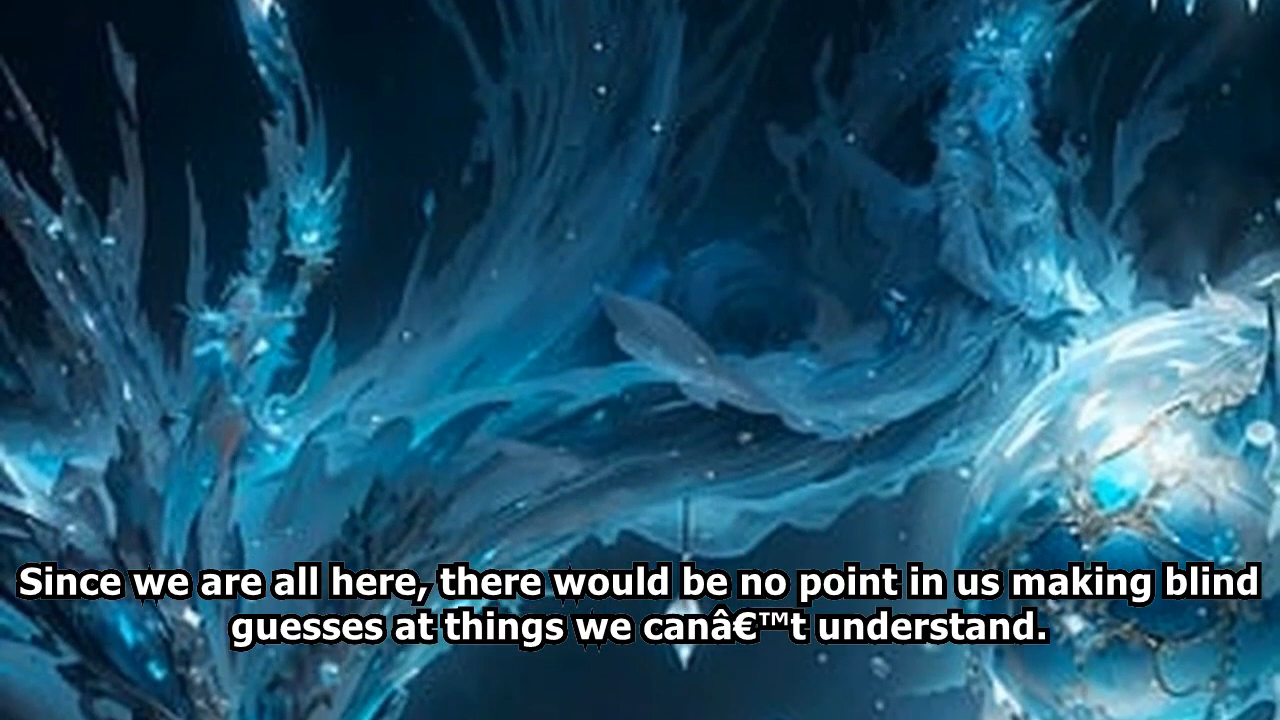 Since we are all here, there would be no point in us making blind
guesses at things we canâ€™t understand.